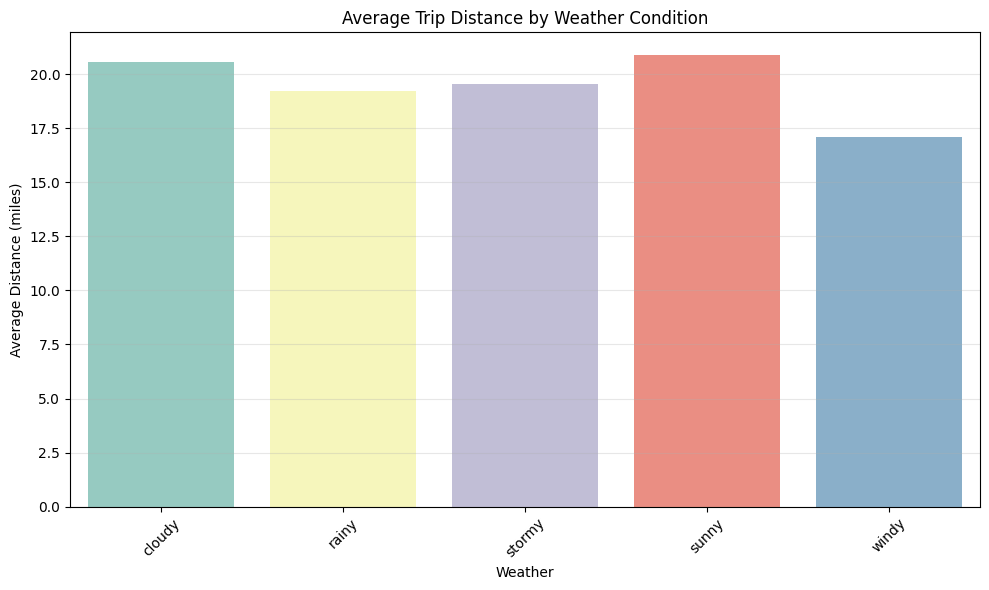 Average Trip Distance by Weather Condition
Average Distance (miles)
20.0
17.5
15.0
12.5
10.0
7.5
5.0
2.5
0.0
cloudy
rainy
stormy
sunny
windy
Weather